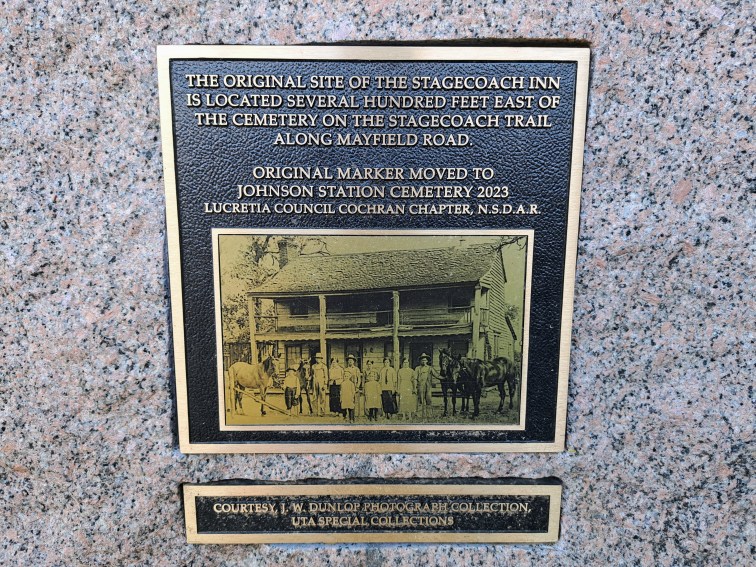 THE ORIGINAL SITE OF THE STAGECOACH INN
IS LOCATED SEVERAL HUNDRED FEET EAST OF
THE CEMETERY ON THE STAGECOACH TRAIL
ALONG MAYFIELD ROAD.
ORIGINAL MARKER MOVED TO
JOHNSON STATION CEMETERY 2023
LUCRETIA COUNCIL COCHRAN CHAPTER, N.S.D.A.R.
COURTESY, J. W. DUNLOP PHOTOGRAPH COLLECTION,
UTA SPECIAL COLLECTIONS